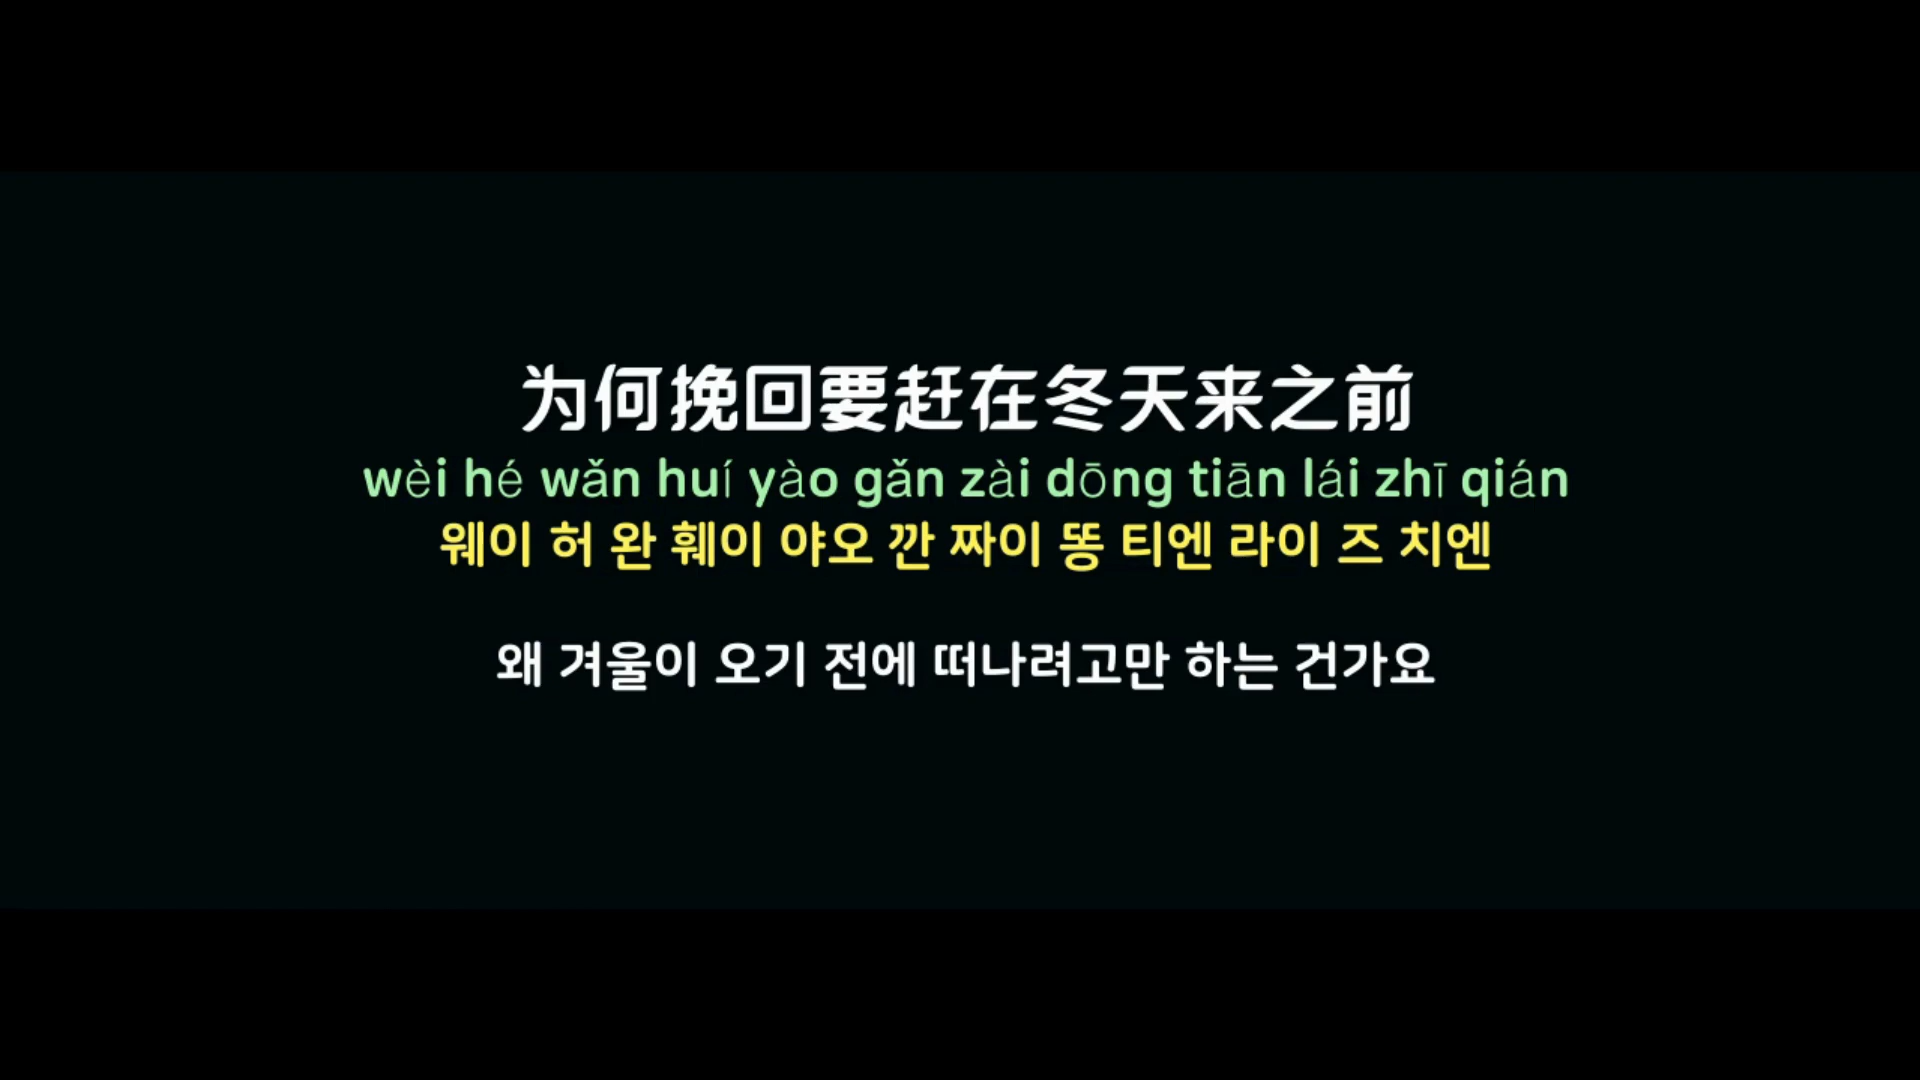 为何挽回要赶在冬天来之前
wèi hé wǎn huí yào gǎn zài dōng tiān lái zhī qián
웨이 허 완 훼이 야오 깐 짜이 똥 티엔 라이 즈 치엔
왜 겨울이 오기 전에 떠나려고만 하는 건가요